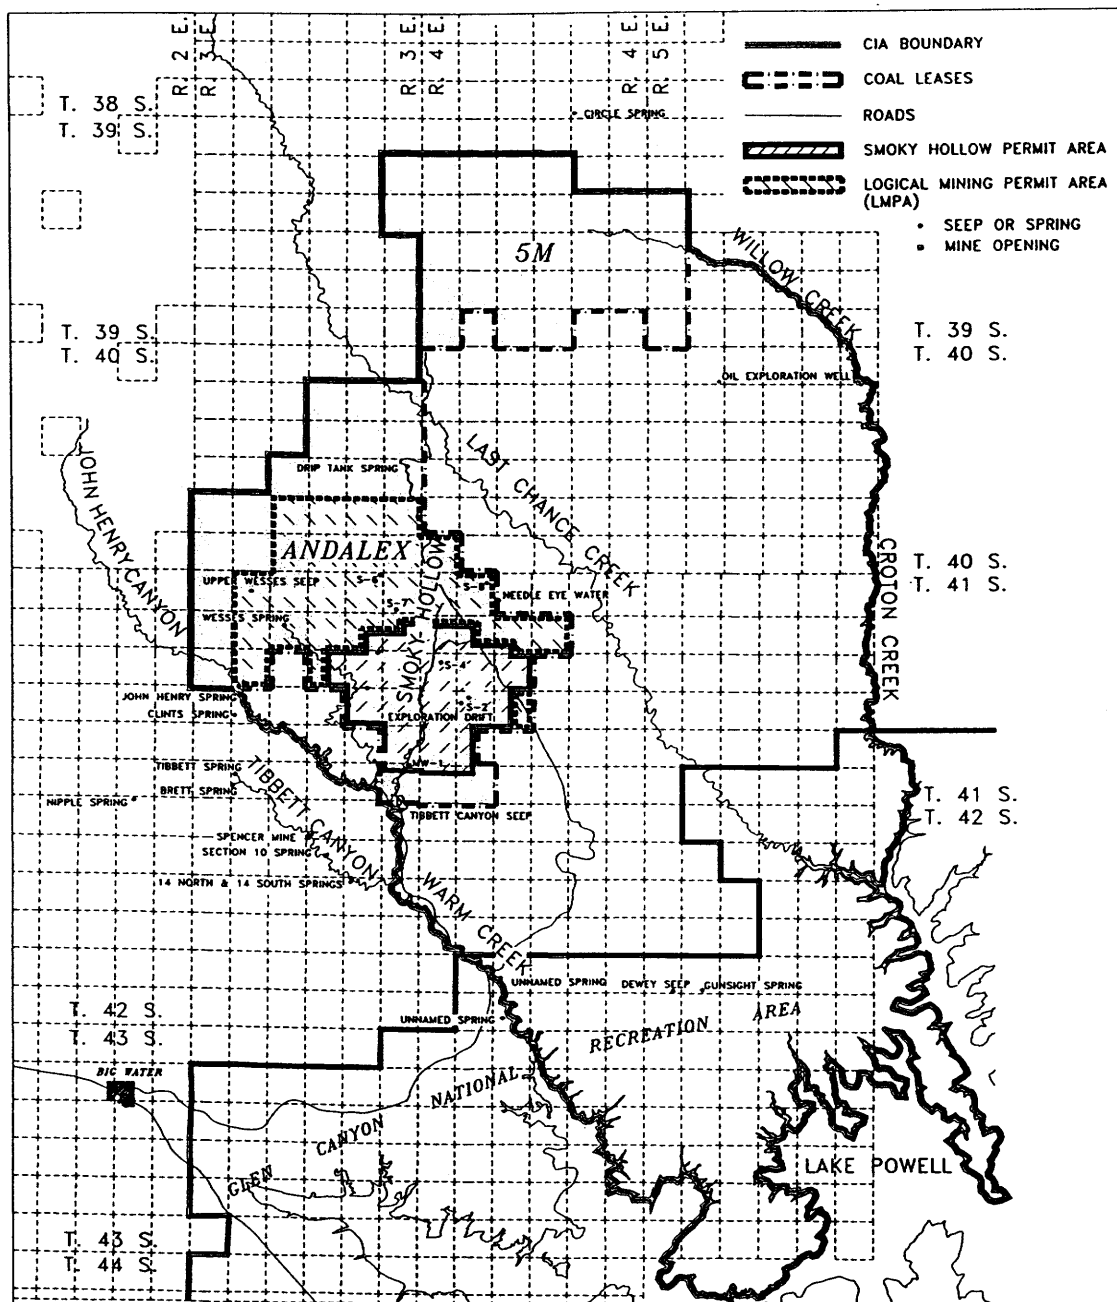 R. 2 E.
R. 3 E.
R. 3 E.
R. 4 E.
R. 4 E.
R. 5 E.
CIA BOUNDARY
COAL LEASES
ROADS
SMOKY HOLLOW PERMIT AREA
LOGICAL MINING PERMIT AREA
(LMPA)
SEEP OR SPRING
MINE OPENING
T. 38 S.
T. 39 S.
CIRCLE SPRING
5M
WILLOW CREEK
T. 39 S.
T. 40 S.
T. 39 S.
T. 40 S.
OIL EXPLORATION WELL
JOHN HENRY CANYON
DRIP TANK SPRING
LAST CHANCE CREEK
ANDALEX
SMOKY HOLLOW
CROTON CREEK
T. 40 S.
T. 41 S.
UPPER WESSES SEEP
S-6
S-8
NEEDLE EYE WATER
S-7
WESSES SPRING
S-4
JOHN HENRY SPRING
S-2
CLINTS SPRING
EXPLORATION DRIFT
TIBBETT SPRING
TIBBETT CANYON
MW-1
NIPPLE SPRING
BRETT SPRING
T. 41 S.
T. 42 S.
TIBBETT CANYON SEEP
SPENCER MINE
SECTION 10 SPRING
14 NORTH & 14 SOUTH SPRINGS
WARM CREEK
UNNAMED SPRING
DEWEY SEEP
GUNSIGHT SPRING
T. 42 S.
T. 43 S.
UNNAMED SPRING
GLEN CANYON NATIONAL RECREATION AREA
BIG WATER
LAKE POWELL
T. 43 S.
T. 44 S.